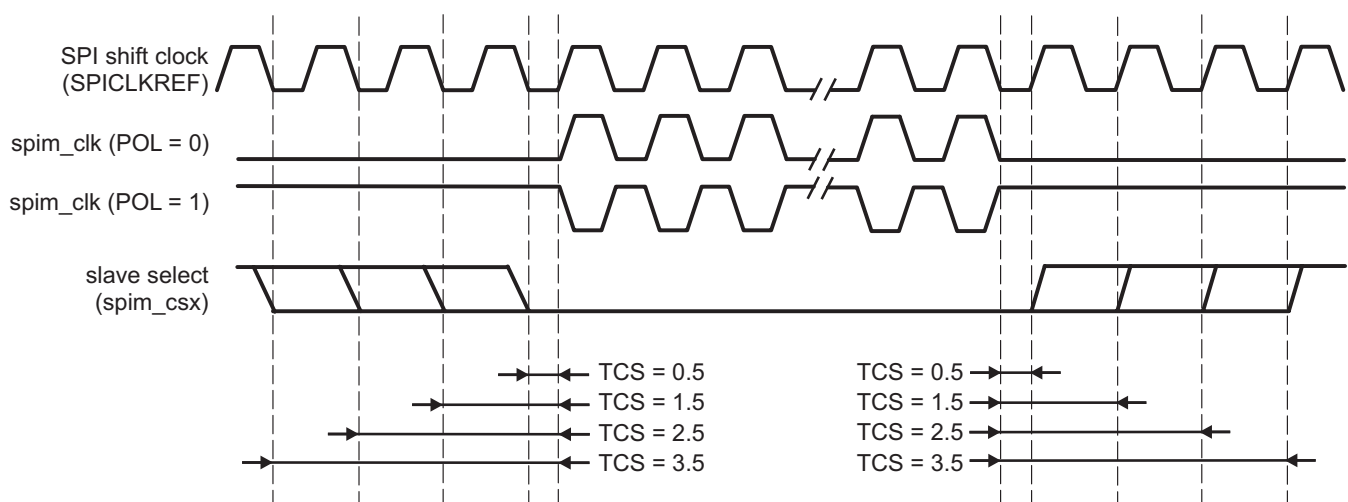 SPI shift clock
(SPICLKREF)
spim_clk (POL = 0)
spim_clk (POL = 1)
slave select
(spim_csx)
TCS = 0.5
TCS = 1.5
TCS = 2.5
TCS = 3.5
TCS = 0.5
TCS = 1.5
TCS = 2.5
TCS = 3.5